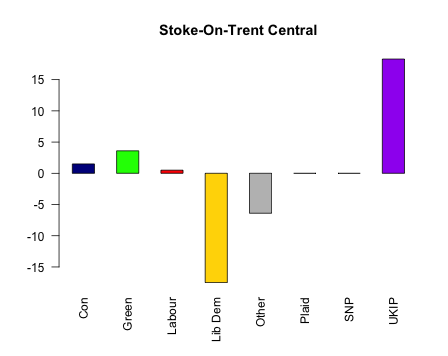 Stoke-On-Trent Central
15
10
5
0
-5
-10
-15
Con
Green
Labour
Lib Dem
Other
Plaid
SNP
UKIP